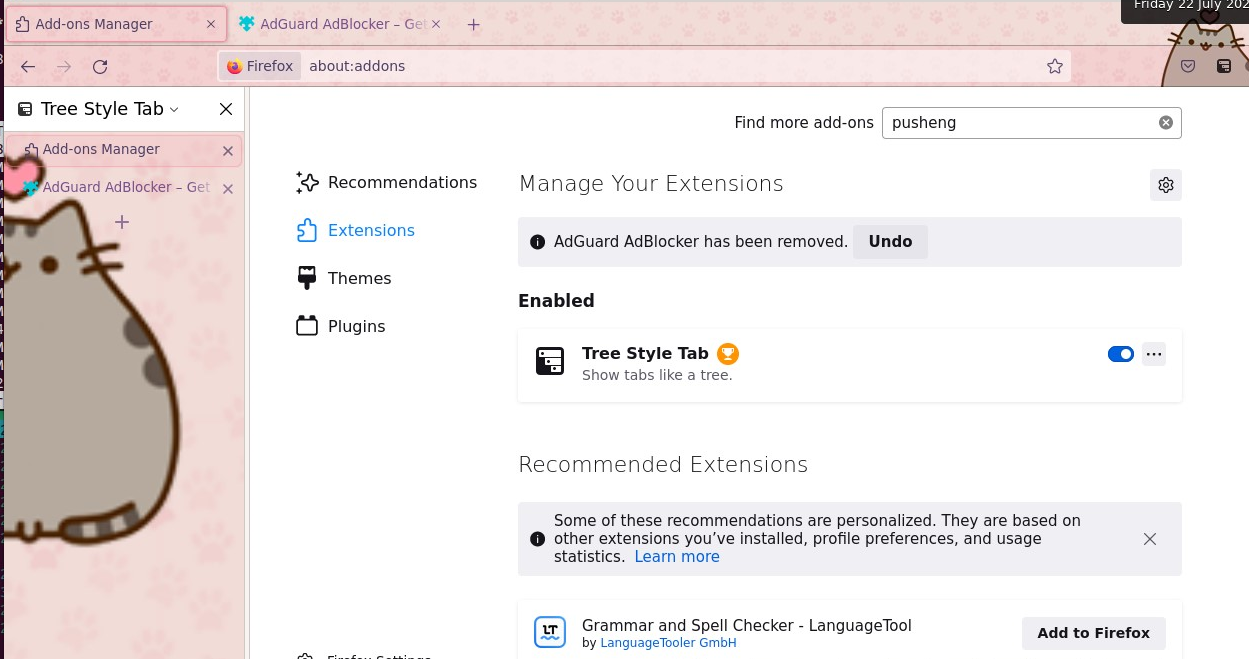 Friday 22 July 202
Add-ons Manager
AdGuard AdBlocker – Get
Firefox about:addons
Tree Style Tab
Add-ons Manager
AdGuard AdBlocker – Get
Find more add-ons pusheng
Recommendations
Extensions
Themes
Plugins
Manage Your Extensions
AdGuard AdBlocker has been removed. Undo
Enabled
Tree Style Tab
Show tabs like a tree.
Recommended Extensions
Some of these recommendations are personalized. They are based on
other extensions you’ve installed, profile preferences, and usage
statistics. Learn more
LT
Grammar and Spell Checker - LanguageTool
by LanguageTooler GmbH
Add to Firefox
Firefox Settings